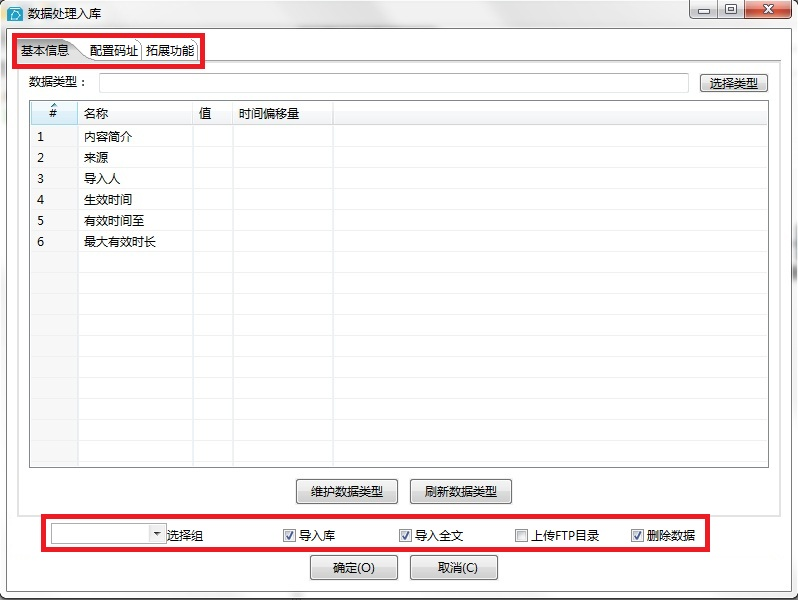 数据处理入库
基本信息 配置码址 拓展功能
数据类型： 选择类型
# 名称 值 时间偏移量
1 内容简介
2 来源
3 导入人
4 生效时间
5 有效时间至
6 最大有效时长
维护数据类型 刷新数据类型
选择组 导入库 导入全文 上传FTP目录 删除数据
确定(O) 取消(C)